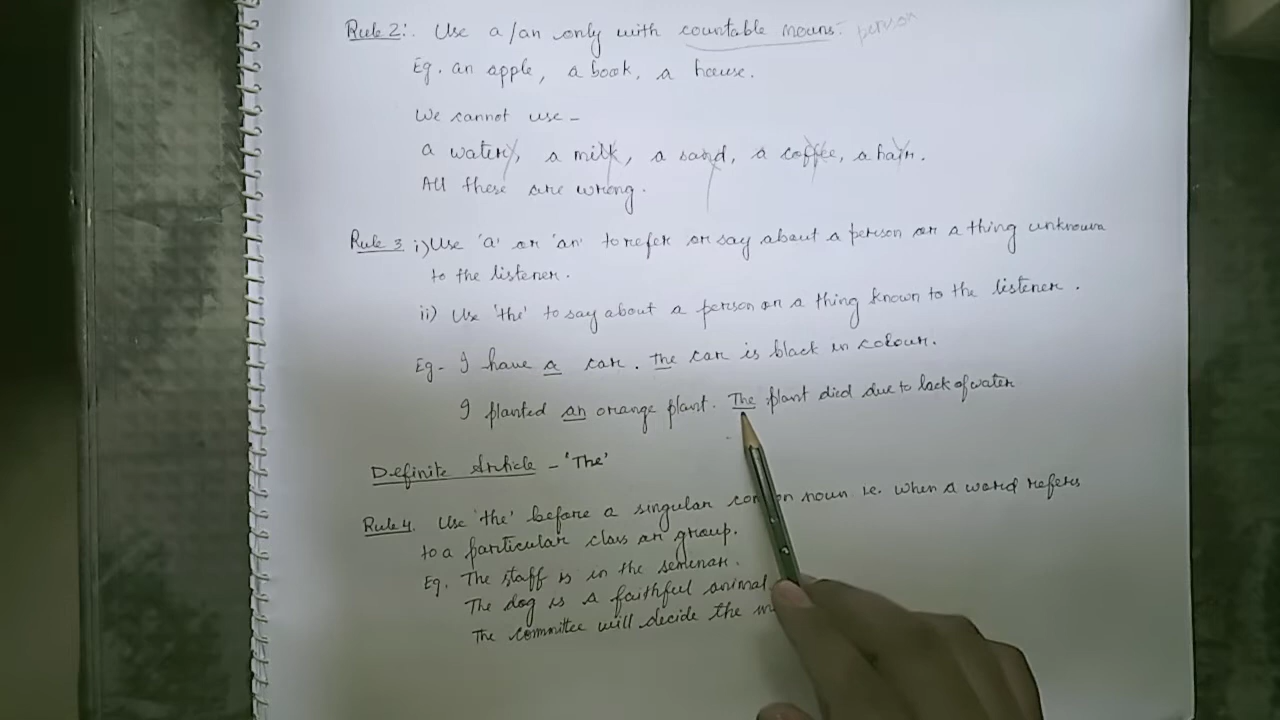 Rule 2:. Use a/an only with countable nouns:- person
Eg. an apple, a book, a house.
We cannot use -
a water, a milk, a sand, a coffee, a hair.
All these are wrong.
Rule 3 i) Use 'a' or 'an' to refer or say about a person or a thing unknown
to the listener.
ii) Use 'the' to say about a person or a thing known to the listener.
Eg- I have a car. The car is black in colour.
I planted an orange plant. The plant died due to lack of water
Definite Article - 'The'
Rule 4. Use 'the' before a singular noun i.e. when a word refers
to a particular class or group.
Eg. The staff is in the seminar.
The dog is a faithful animal
The committee will decide the